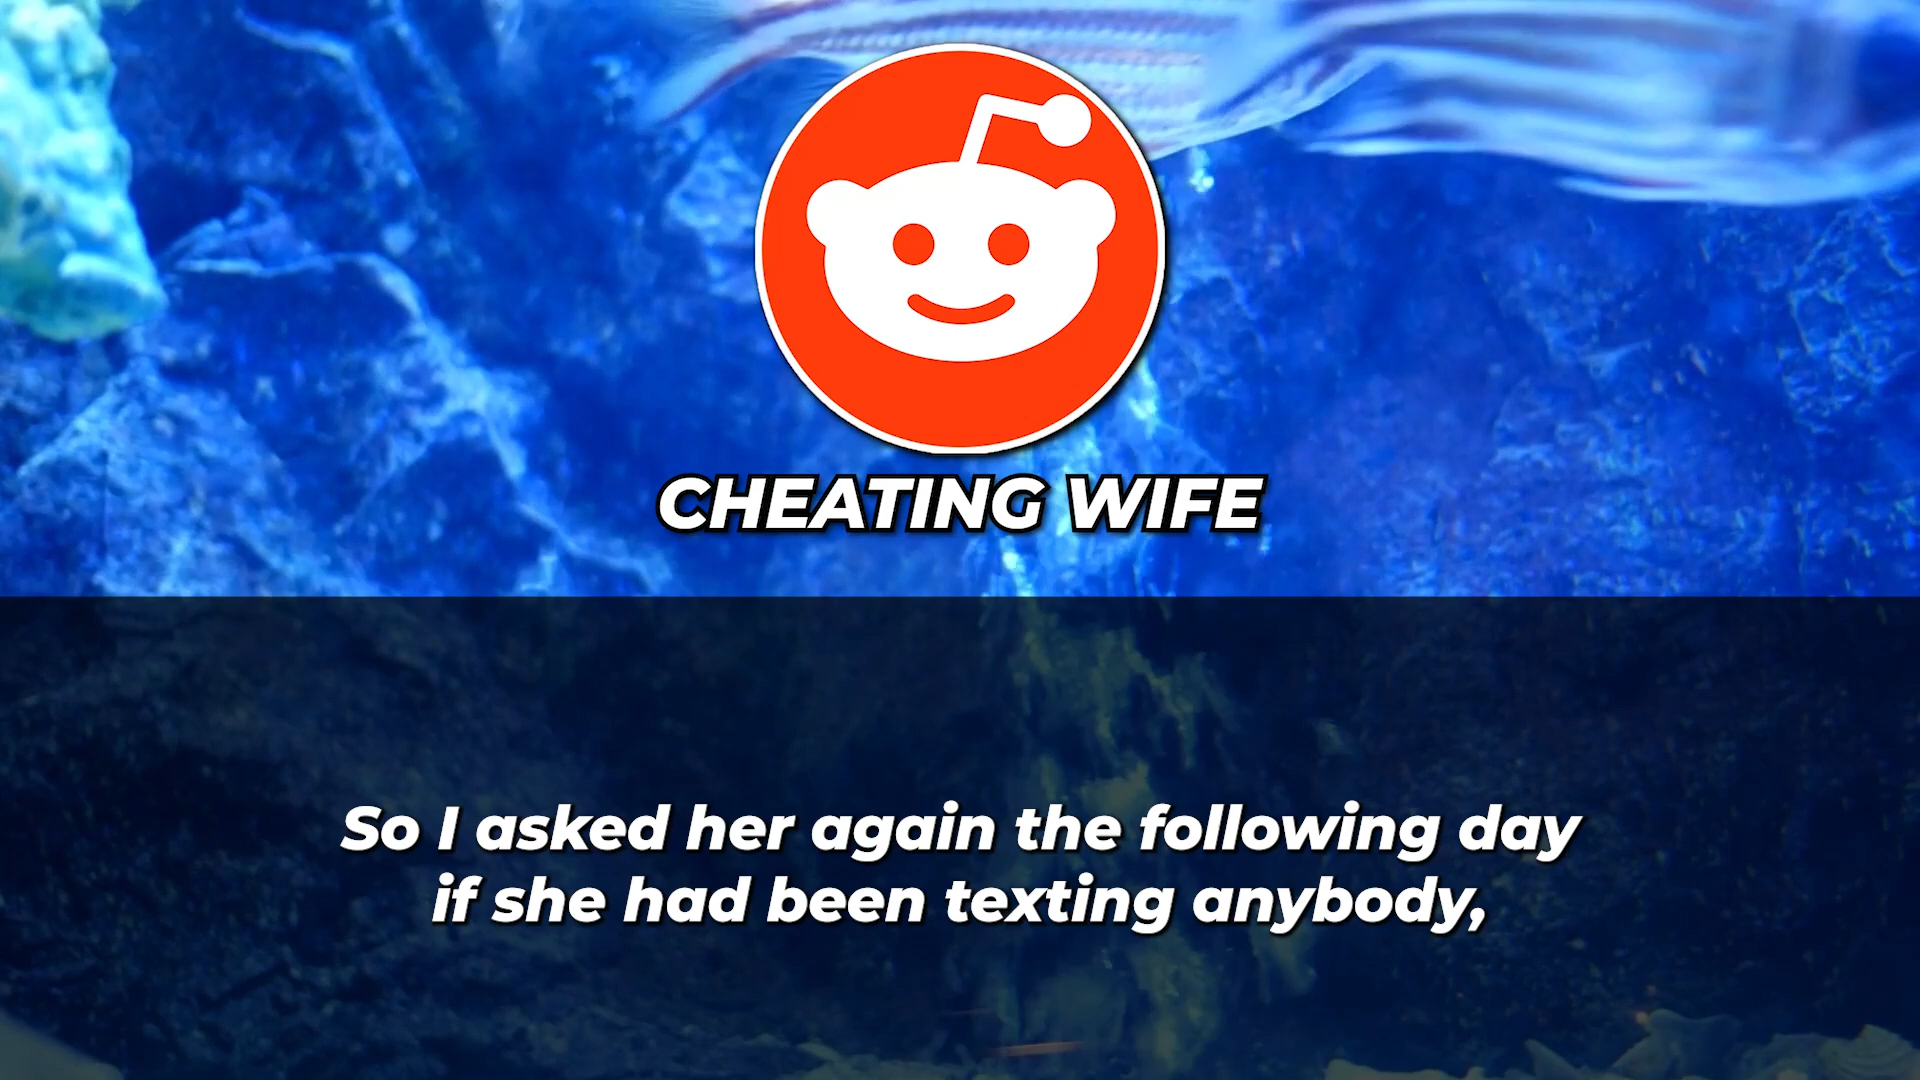 CHEATING WIFE
So I asked her again the following day
if she had been texting anybody,